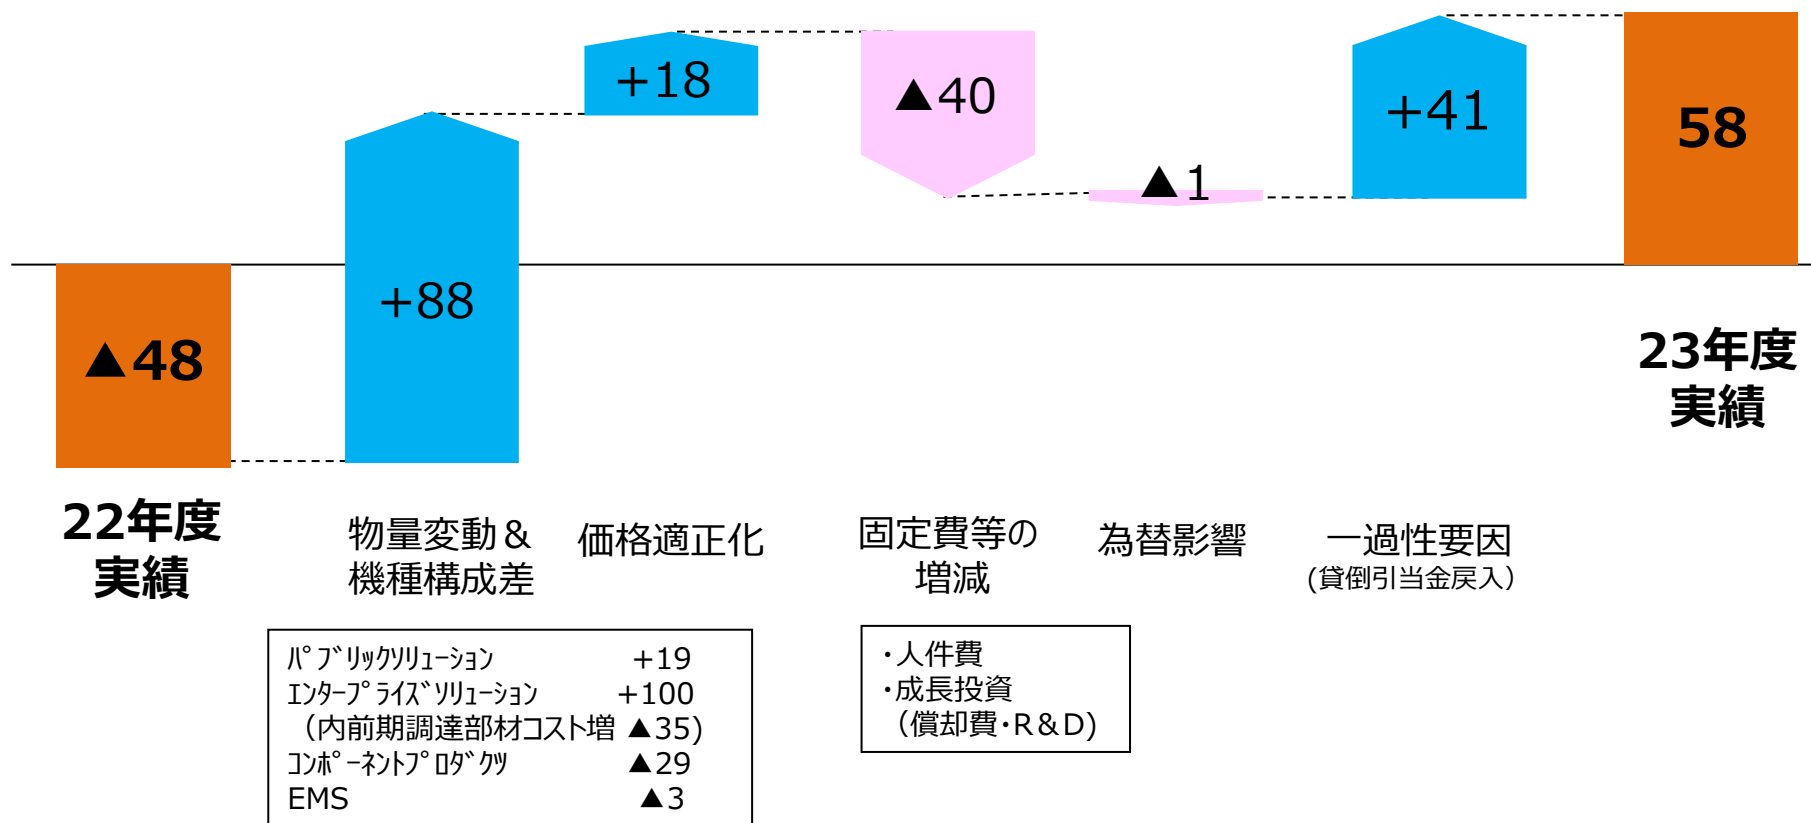 +18
▲40
+41
58
▲1
+88
▲48
23年度
実績
22年度
実績
物量変動&
機種構成差
価格適正化
固定費等の
増減
為替影響
一過性要因
(貸倒引当金戻入)
ﾊﾟﾌﾞﾘｯｸｿﾘｭｰｼｮﾝ +19
ｴﾝﾀｰﾌﾟﾗｲｽﾞｿﾘｭｰｼｮﾝ +100
(内前期調達部材ｺｽﾄ増 ▲35)
ｺﾝﾎﾟｰﾈﾝﾄﾌﾟﾛﾀﾞｸﾂ ▲29
EMS ▲3
・人件費
・成長投資
(償却費・R&D)